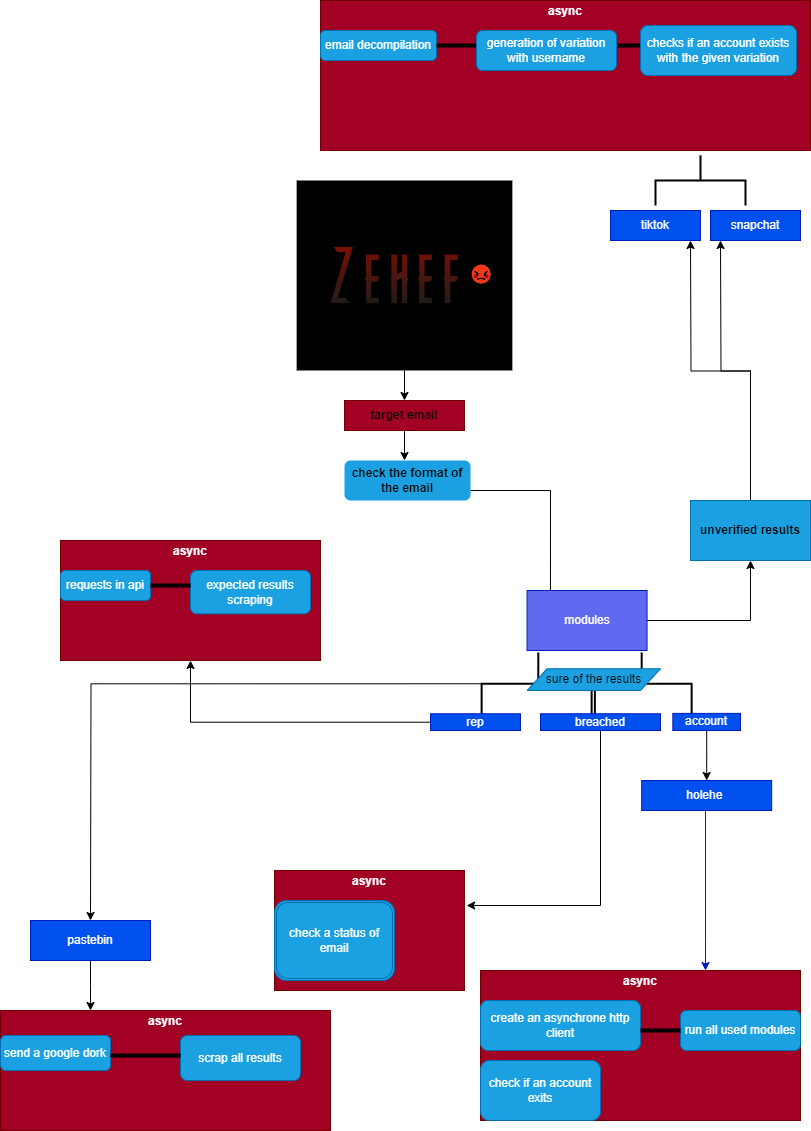 async
email decompilation
generation of variation
with username
checks if an account exists
with the given variation
tiktok
snapchat
ZEHEF
target email
check the format of
the email
unverified results
async
requests in api
expected results
scraping
modules
sure of the results
rep
breached
account
holehe
async
check a status of
email
pastebin
async
send a google dork
scrap all results
async
create an asynchrone http
client
run all used modules
check if an account
exits